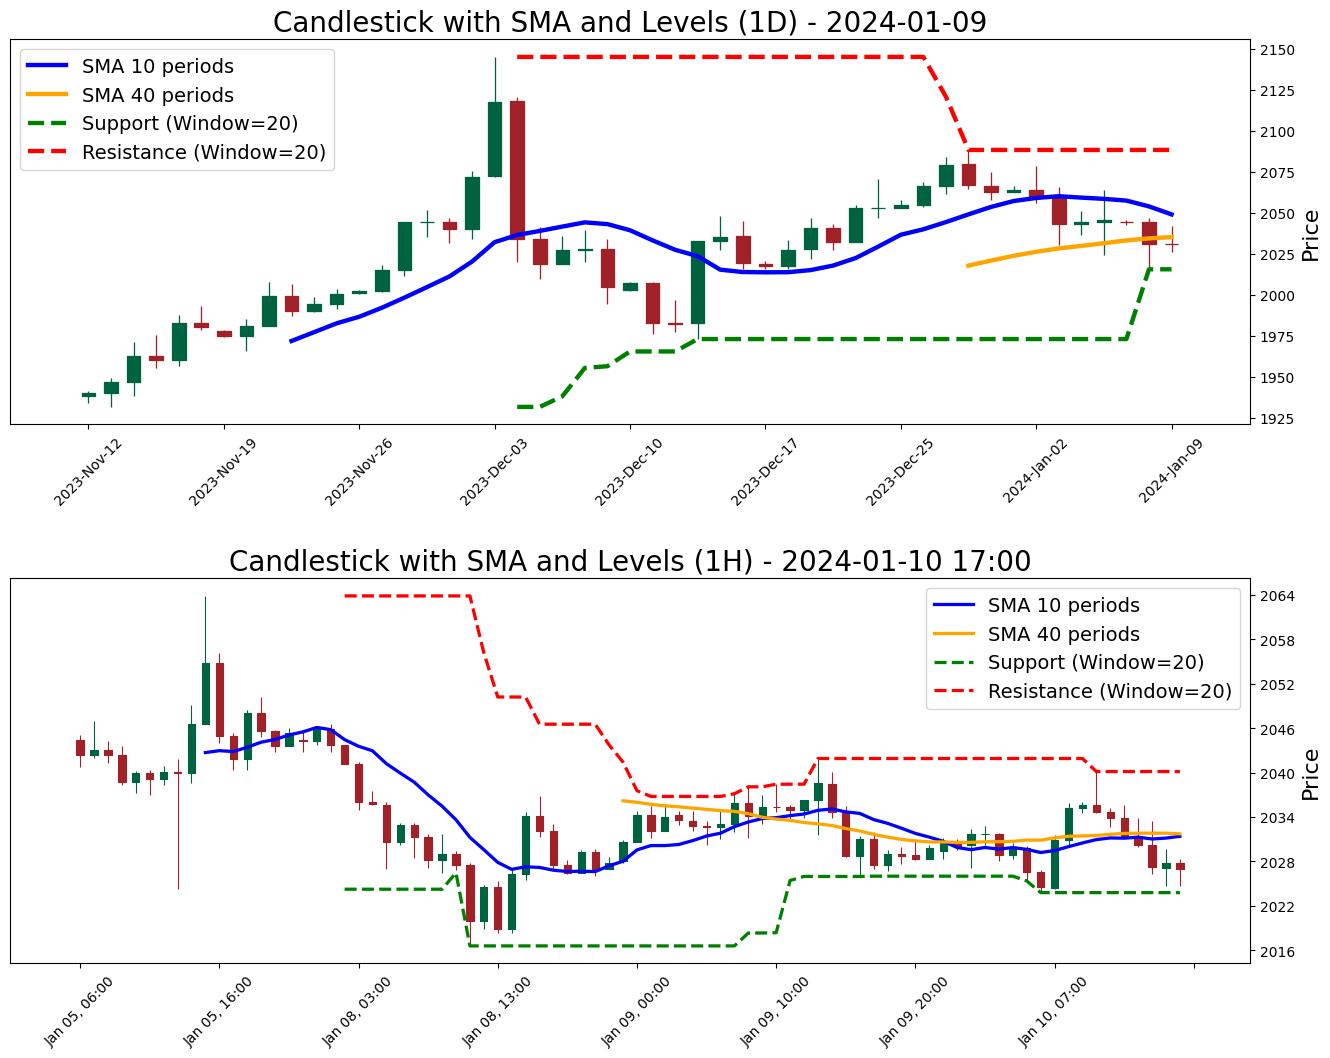 Candlestick with SMA and Levels (1D) - 2024-01-09
SMA 10 periods
SMA 40 periods
Support (Window=20)
Resistance (Window=20)
2150
2125
2100
2075
2050
2025
2000
1975
1950
1925
Price
2023-Nov-12
2023-Nov-19
2023-Nov-26
2023-Dec-03
2023-Dec-10
2023-Dec-17
2023-Dec-25
2024-Jan-02
2024-Jan-09
Candlestick with SMA and Levels (1H) - 2024-01-10 17:00
SMA 10 periods
SMA 40 periods
Support (Window=20)
Resistance (Window=20)
2064
2058
2052
2046
2040
2034
2028
2022
2016
Price
Jan 05, 06:00
Jan 05, 16:00
Jan 08, 03:00
Jan 08, 13:00
Jan 09, 00:00
Jan 09, 10:00
Jan 09, 20:00
Jan 10, 07:00